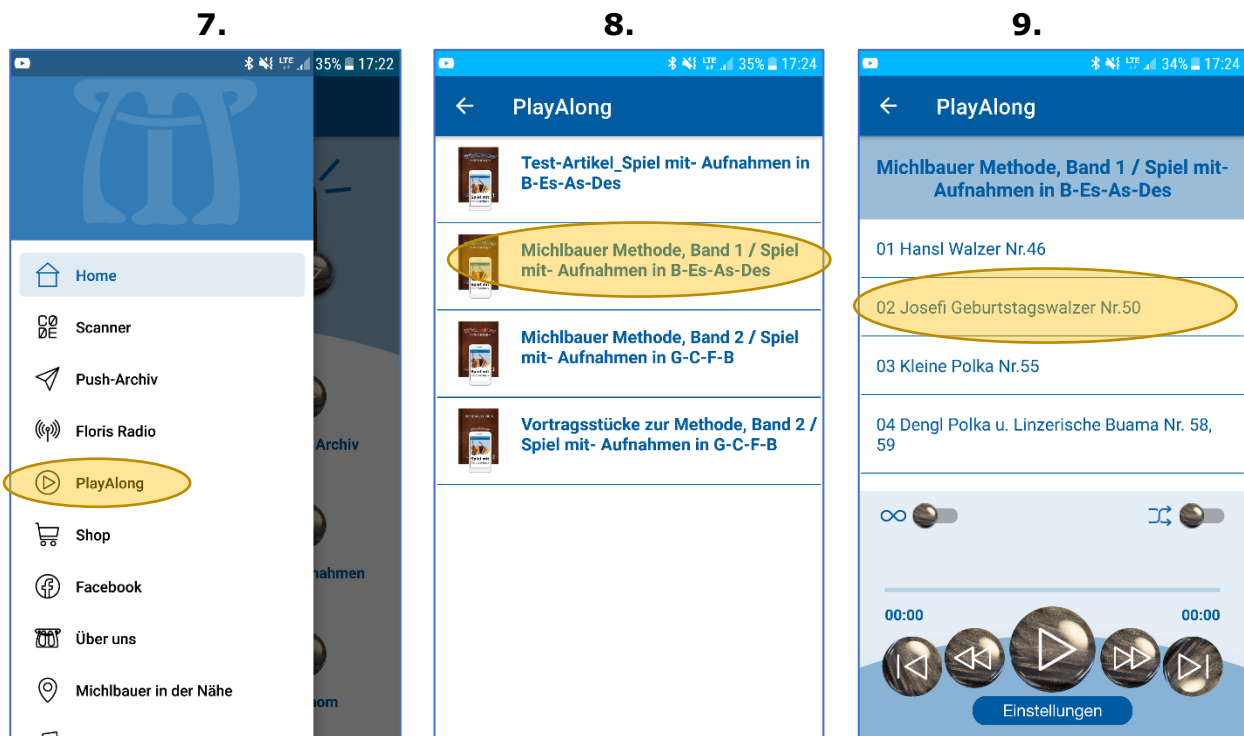 7.
LTE 35% 17:22
Home
CODE Scanner
Push-Archiv
Floris Radio
PlayAlong
Shop
Facebook
Über uns
Michlbauer in der Nähe
Archiv
nahmen
nom
8.
LTE 35% 17:24
PlayAlong
Test-Artikel_Spiel mit- Aufnahmen in
B-Es-As-Des
Michlbauer Methode, Band 1 / Spiel
mit- Aufnahmen in B-Es-As-Des
Michlbauer Methode, Band 2 / Spiel
mit- Aufnahmen in G-C-F-B
Vortragsstücke zur Methode, Band 2 /
Spiel mit- Aufnahmen in G-C-F-B
9.
LTE 34% 17:24
PlayAlong
Michlbauer Methode, Band 1 / Spiel mit-
Aufnahmen in B-Es-As-Des
01 Hansl Walzer Nr.46
02 Josefi Geburtstagswalzer Nr.50
03 Kleine Polka Nr.55
04 Dengl Polka u. Linzerische Buama Nr. 58,
59
00:00 00:00
Einstellungen